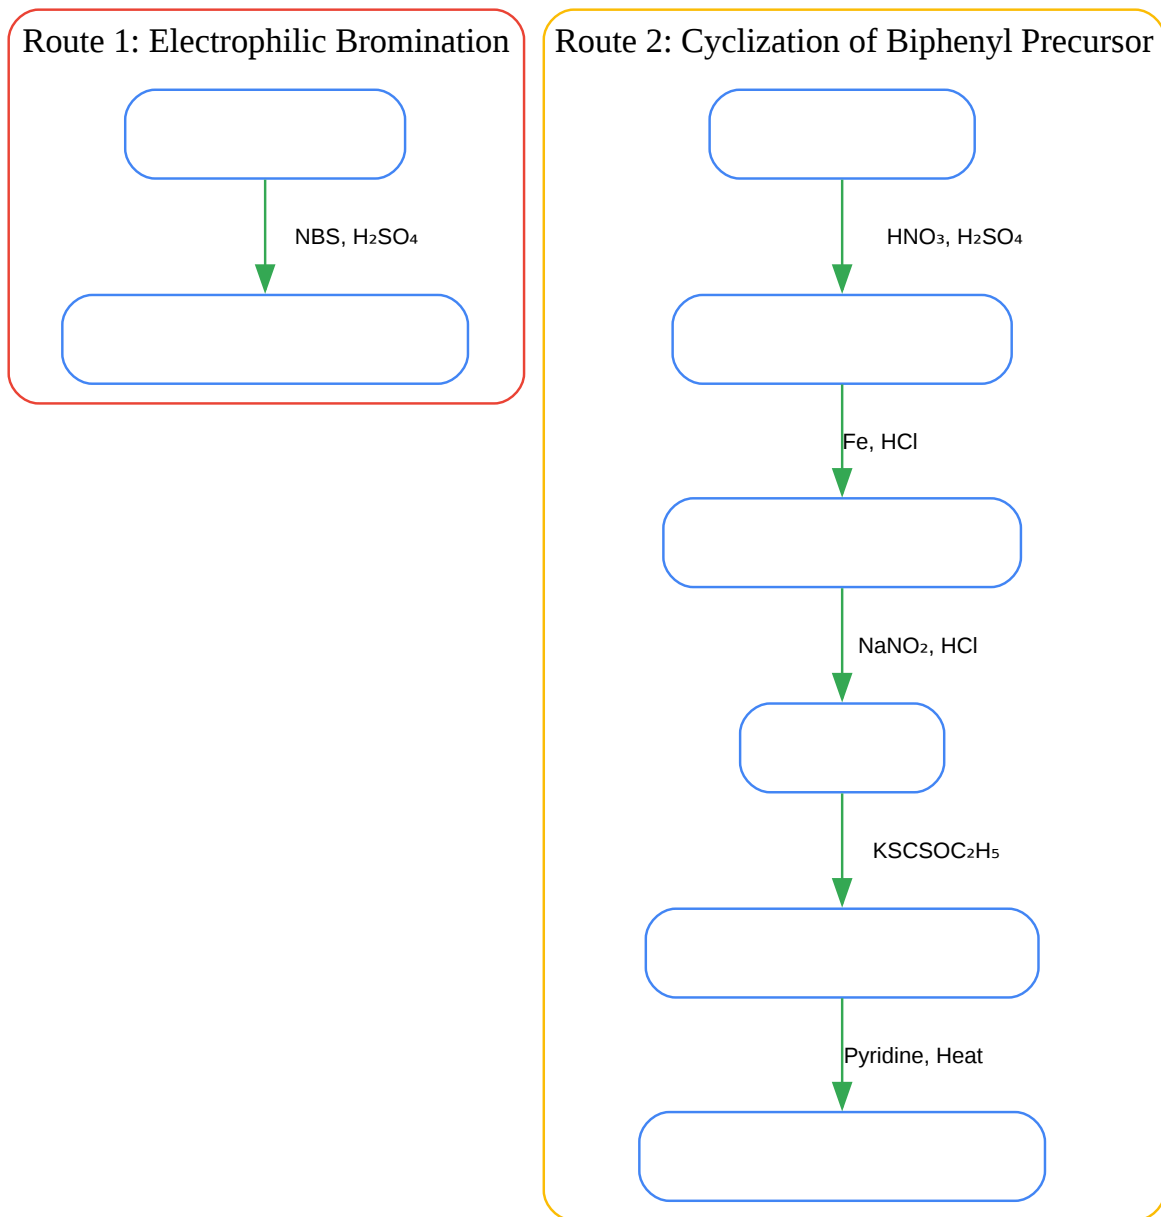 Route 1: Electrophilic Bromination
NBS, H₂SO₄
Route 2: Cyclization of Biphenyl Precursor
HNO₃, H₂SO₄
Fe, HCl
NaNO₂, HCl
KSCSOC₂H₅
Pyridine, Heat